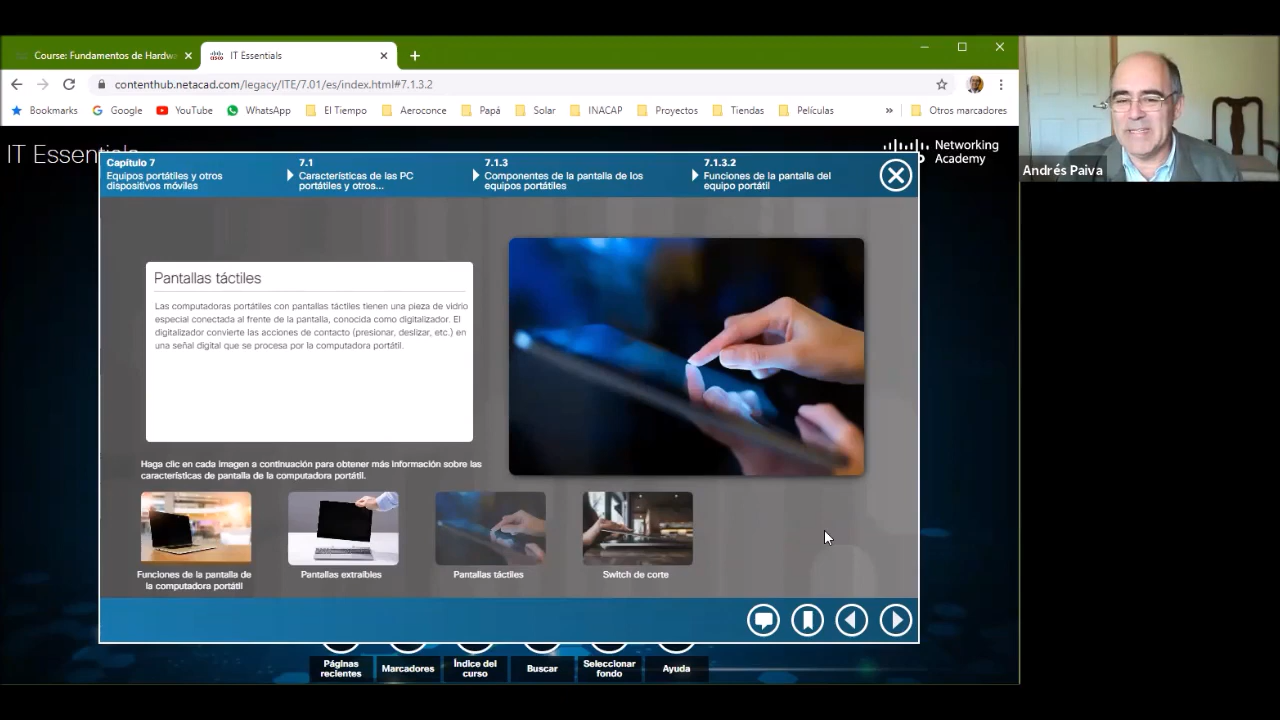 Course: Fundamentos de Hardwa
IT Essentials
contenthub.netacad.com/legacy/ITE/7.01/es/index.html#7.1.3.2
Bookmarks
Google
YouTube
WhatsApp
El Tiempo
Aeroconce
Papá
Solar
INACAP
Proyectos
Tiendas
Películas
»
Otros marcadores
IT Essentials
CISCO
Networking
Academy
Andrés Paiva
Capítulo 7
Equipos portátiles y otros
dispositivos móviles
7.1
Características de las PC
portátiles y otros...
7.1.3
Componentes de la pantalla de los
equipos portátiles
7.1.3.2
Funciones de la pantalla del
equipo portátil
Pantallas táctiles
Las computadoras portátiles con pantallas táctiles tienen una pieza de vidrio
especial conectada al frente de la pantalla, conocida como digitalizador. El
digitalizador convierte las acciones de contacto (presionar, deslizar, etc.) en
una señal digital que se procesa por la computadora portátil.
Haga clic en cada imagen a continuación para obtener más información sobre las
características de pantalla de la computadora portátil.
Funciones de la pantalla de
la computadora portátil
Pantallas extraíbles
Pantallas táctiles
Switch de corte
Páginas
recientes
Marcadores
Índice del
curso
Buscar
Seleccionar
fondo
Ayuda